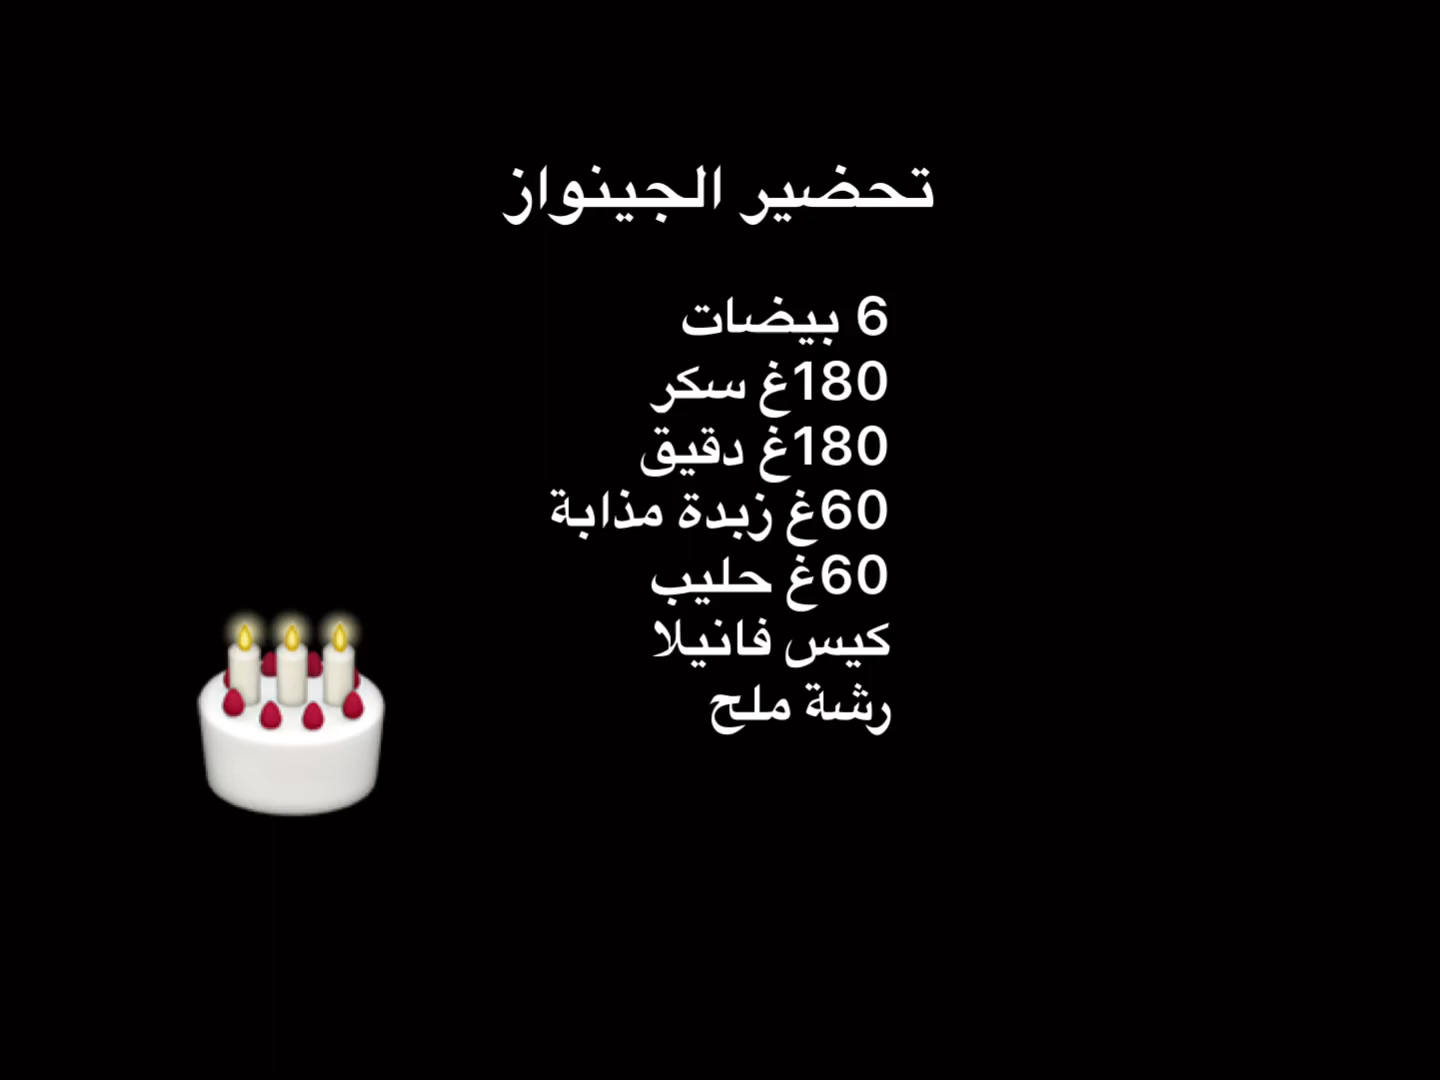 تحضير الجينواز
6 بيضات
180غ سكر
180غ دقيق
60غ زبدة مذابة
60غ حليب
كيس فانيلا
رشة ملح